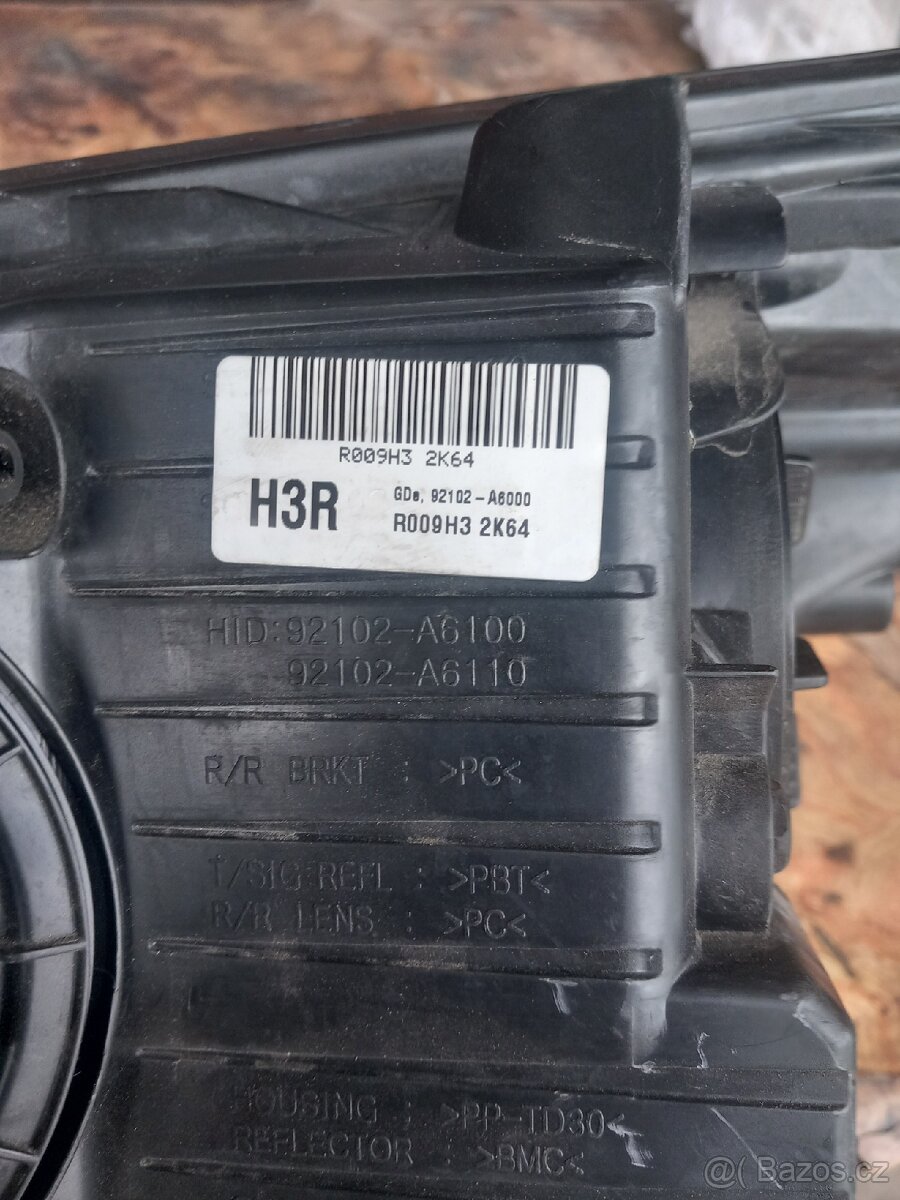 R009H3 2K64
H3R
GDe, 92102-A6000
R009H3 2K64
HID:92102-A6100
92102-A6110
R/R BRKT : >PC<
T/SIG REFL : >PBT<
R/R LENS : >PC<
HOUSING : >PP-TD30<
REFLECTOR : >BMC<
@( Bazos.cz